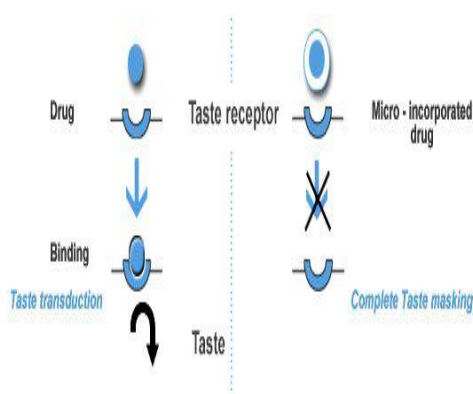 Drug
Taste receptor
Micro - incorporated
drug
Binding
Taste transduction
Complete Taste masking
Taste